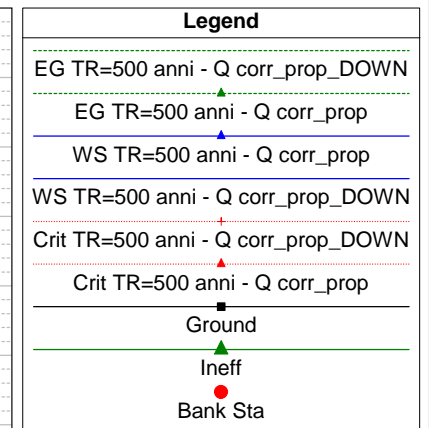 Legend
EG TR=500 anni - Q corr_prop_DOWN
EG TR=500 anni - Q corr_prop
WS TR=500 anni - Q corr_prop
WS TR=500 anni - Q corr_prop_DOWN
Crit TR=500 anni - Q corr_prop_DOWN
Crit TR=500 anni - Q corr_prop
Ground
Ineff
Bank Sta